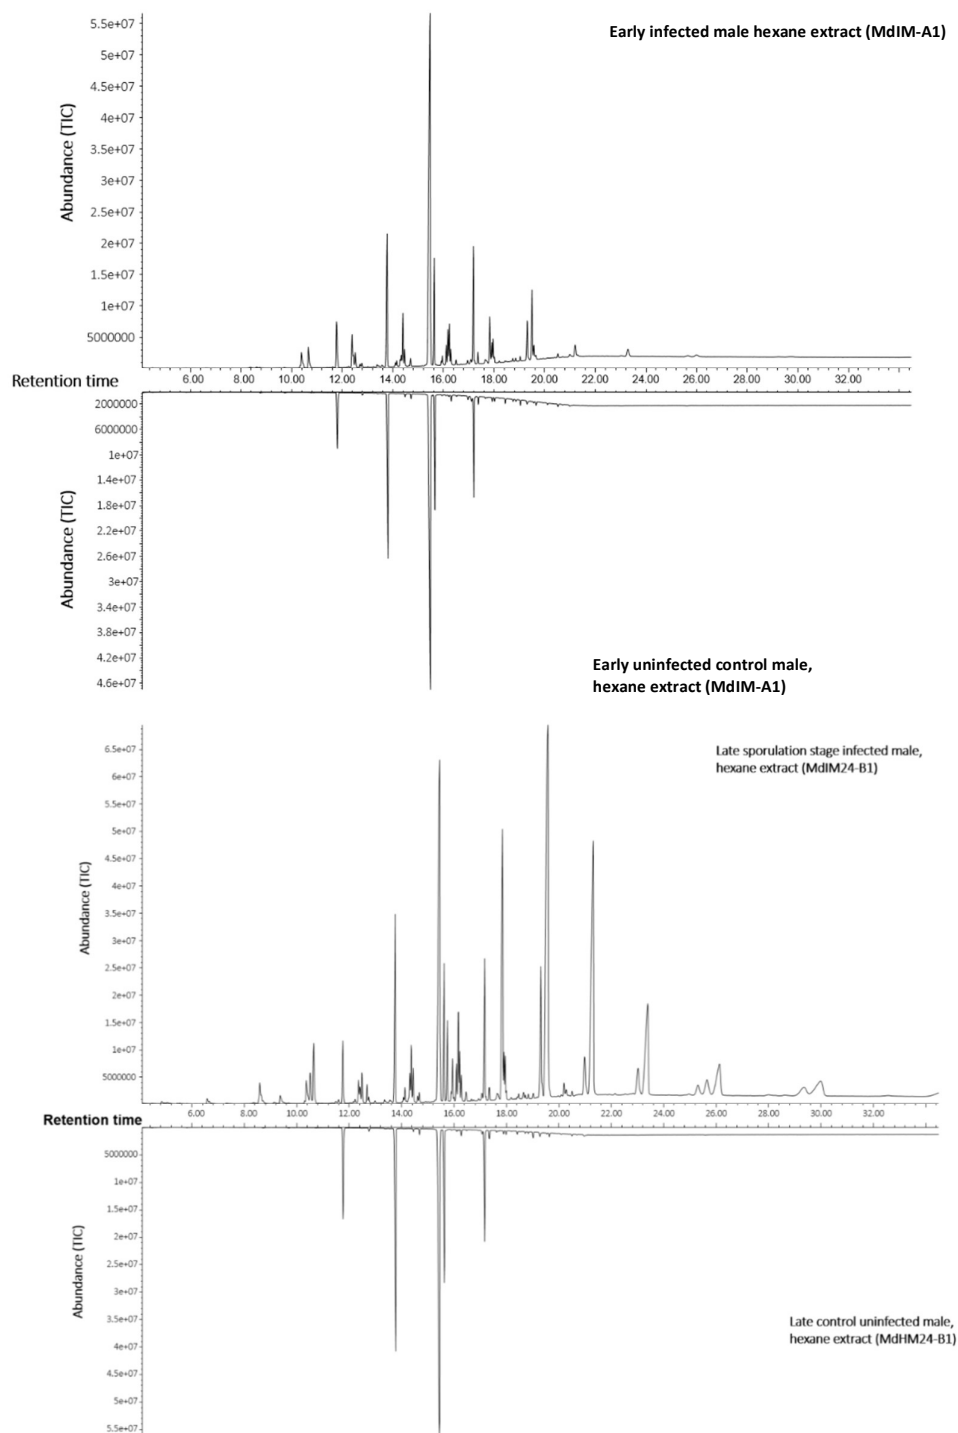 Early infected male hexane extract (MdIM-A1)
Abundance (TIC)
5.5e+07
5e+07
4.5e+07
4e+07
3.5e+07
3e+07
2.5e+07
2e+07
1.5e+07
1e+07
5000000
6.00 8.00 10.00 12.00 14.00 16.00 18.00 20.00 22.00 24.00 26.00 28.00 30.00 32.00
Retention time
Abundance (TIC)
2000000
6000000
1e+07
1.4e+07
1.8e+07
2.2e+07
2.6e+07
3e+07
3.4e+07
3.8e+07
4.2e+07
4.6e+07
Early uninfected control male,
hexane extract (MdIM-A1)
Late sporulation stage infected male,
hexane extract (MdIM24-B1)
Abundance (TIC)
6.5e+07
6e+07
5.5e+07
5e+07
4.5e+07
4e+07
3.5e+07
3e+07
2.5e+07
2e+07
1.5e+07
1e+07
5000000
6.00 8.00 10.00 12.00 14.00 16.00 18.00 20.00 22.00 24.00 26.00 28.00 30.00 32.00
Retention time
Abundance (TIC)
5000000
1e+07
1.5e+07
2e+07
2.5e+07
3e+07
3.5e+07
4e+07
4.5e+07
5e+07
5.5e+07
Late control uninfected male,
hexane extract (MdHM24-B1)